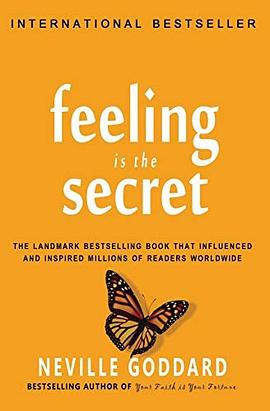 INTERNATIONAL BESTSELLER
feeling
is the
secret
THE LANDMARK BESTSELLING BOOK THAT INFLUENCED
AND INSPIRED MILLIONS OF READERS WORLDWIDE
NEVILLE GODDARD
BESTSELLING AUTHOR OF Your Faith is Your Fortune